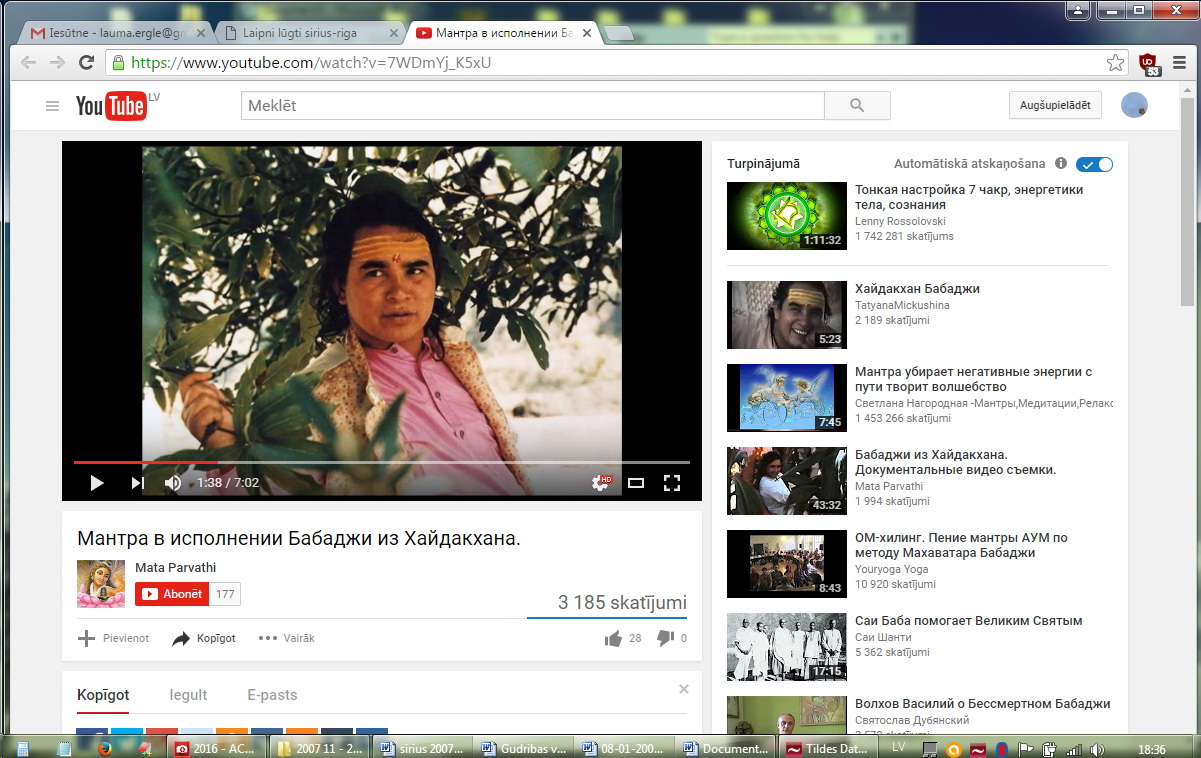 Iesūtne - lauma.ergle@gm
Laipni lūgti sirius-riga
Мантра в исполнении Ба
https://www.youtube.com/watch?v=7WDmYj_K5xU
53
YouTube LV
Meklēt
Augšupielādēt
1:38 / 7:02
HD
Мантра в исполнении Бабаджи из Хайдакхана.
Mata Parvathi
Abonēt 177
3 185 skatījumi
Pievienot Kopīgot Vairāk 28 0
Kopīgot Iegult E-pasts
Turpinājumā Automātiskā atskaņošana
Тонкая настройка 7 чакр, энергетики
тела, сознания
Lenny Rossolovski
1 742 281 skatījums
1:11:32
Хайдакхан Бабаджи
TatyanaMickushina
2 189 skatījumi
5:23
Мантра убирает негативные энергии с
пути творит волшебство
Светлана Нагородная -Мантры,Медитации,Релакс
1 453 266 skatījumi
7:45
Бабаджи из Хайдакхана.
Документальные видео съемки.
Mata Parvathi
1 994 skatījumi
43:32
ОМ-хилинг. Пение мантры АУМ по
методу Махаватара Бабаджи
Youryoga Yoga
10 920 skatījumi
8:43
Саи Баба помогает Великим Святым
Саи Шанти
5 362 skatījumi
17:15
Волхов Василий о Бессмертном Бабаджи
Святослав Дубянский
2016 - AC... 2007 11 - 2... sirius 2007... Gudribas v... 08-01-200... Document... Tildes Dat... LV 18:36